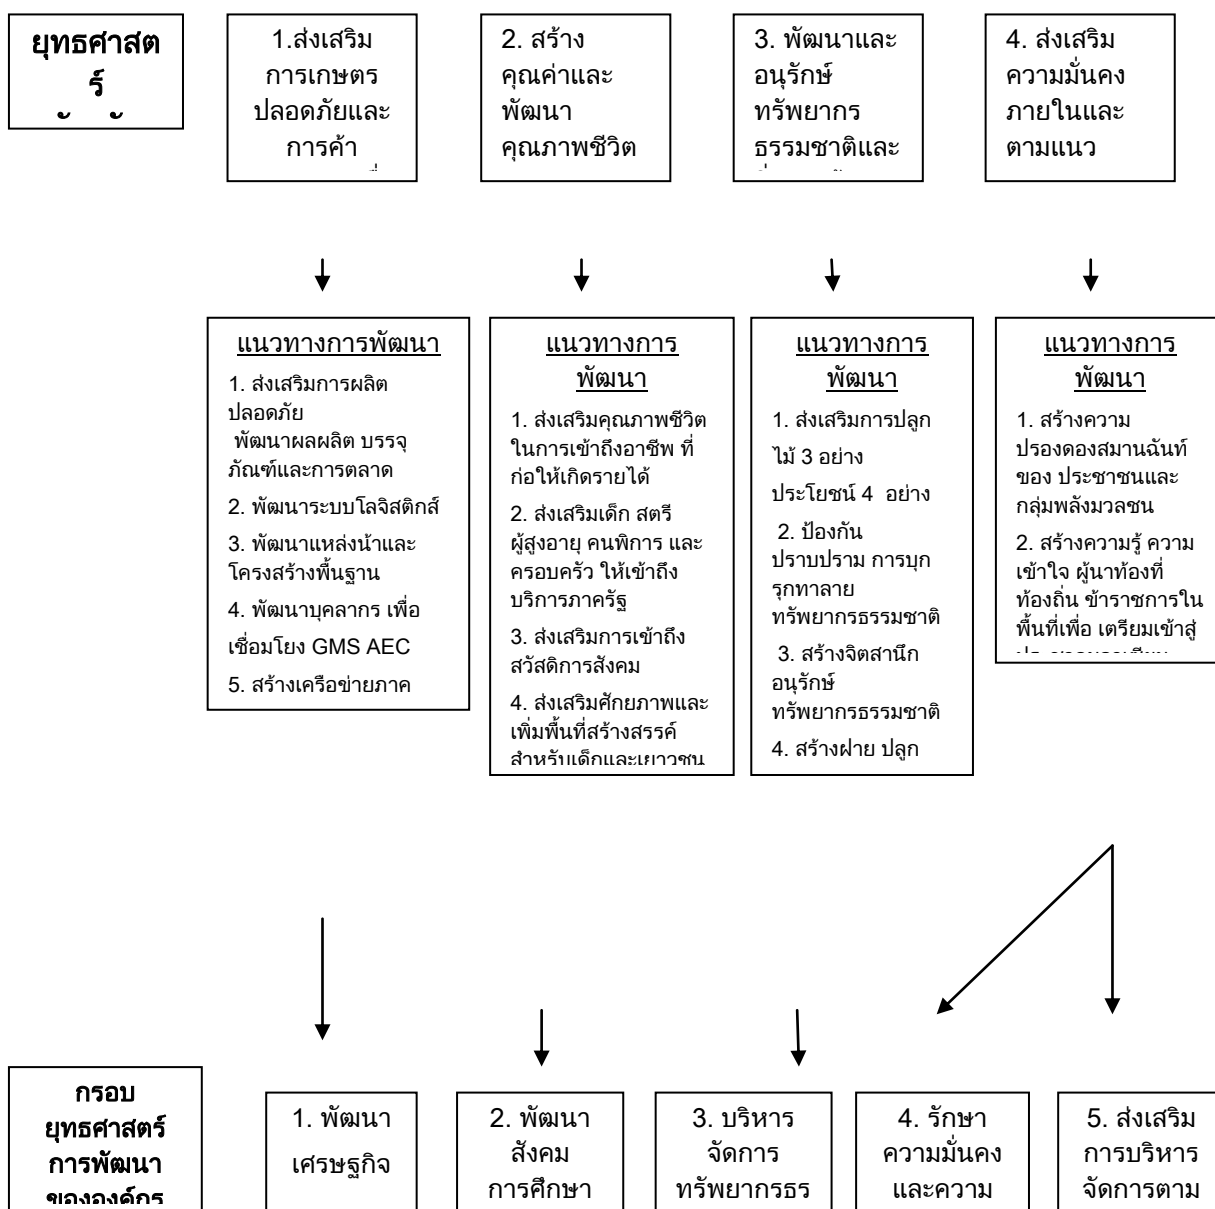 ยุทธศาสต
ร์
1.ส่งเสริม
การเกษตร
ปลอดภัยและ
การค้า
2. สร้าง
คุณค่าและ
พัฒนา
คุณภาพชีวิต
3. พัฒนาและ
อนุรักษ์
ทรัพยากร
ธรรมชาติและ
4. ส่งเสริม
ความมั่นคง
ภายในและ
ตามแนว
แนวทางการพัฒนา
1. ส่งเสริมการผลิต
ปลอดภัย
พัฒนาผลผลิต บรรจุ
ภัณฑ์และการตลาด
2. พัฒนาระบบโลจิสติกส์
3. พัฒนาแหล่งน้ำและ
โครงสร้างพื้นฐาน
4. พัฒนาบุคลากร เพื่อ
เชื่อมโยง GMS AEC
5. สร้างเครือข่ายภาค
แนวทางการ
พัฒนา
1. ส่งเสริมคุณภาพชีวิต
ในการเข้าถึงอาชีพ ที่
ก่อให้เกิดรายได้
2. ส่งเสริมเด็ก สตรี
ผู้สูงอายุ คนพิการ และ
ครอบครัว ให้เข้าถึง
บริการภาครัฐ
3. ส่งเสริมการเข้าถึง
สวัสดิการสังคม
4. ส่งเสริมศักยภาพและ
เพิ่มพื้นที่สร้างสรรค์
สำหรับเด็กและเยาวชน
แนวทางการ
พัฒนา
1. ส่งเสริมการปลูก
ไม้ 3 อย่าง
ประโยชน์ 4 อย่าง
2. ป้องกัน
ปราบปราม การบุก
รุกทาลาย
ทรัพยากรธรรมชาติ
3. สร้างจิตสานึก
อนุรักษ์
ทรัพยากรธรรมชาติ
4. สร้างฝาย ปลูก
แนวทางการ
พัฒนา
1. สร้างความ
ปรองดองสมานฉันท์
ของ ประชาชนและ
กลุ่มพลังมวลชน
2. สร้างความรู้ ความ
เข้าใจ ผู้นาท้องที่
ท้องถิ่น ข้าราชการใน
พื้นที่เพื่อ เตรียมเข้าสู่
กรอบ
ยุทธศาสตร์
การพัฒนา
ขององค์กร
1. พัฒนา
เศรษฐกิจ
2. พัฒนา
สังคม
การศึกษา
3. บริหาร
จัดการ
ทรัพยากรธร
4. รักษา
ความมั่นคง
และความ
5. ส่งเสริม
การบริหาร
จัดการตาม